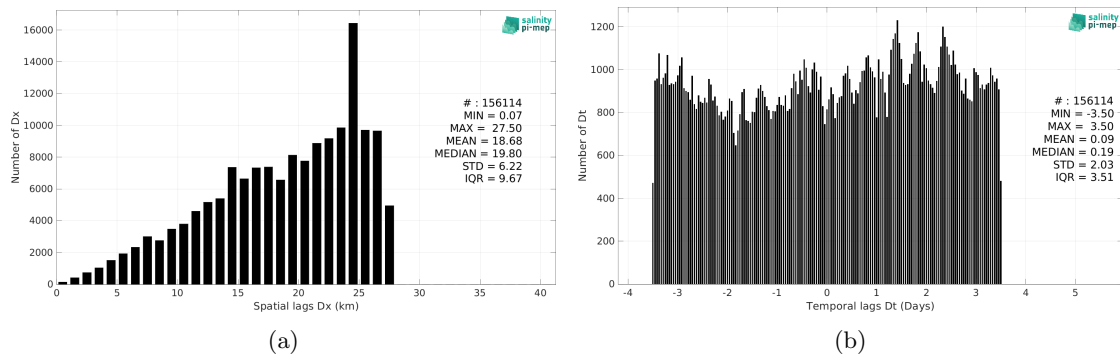 16000
14000
12000
10000
8000
6000
4000
2000
0
Number of Dx
salinity
pi-mep
# : 156114
MIN = 0.07
MAX = 27.50
MEAN = 18.68
MEDIAN = 19.80
STD = 6.22
IQR = 9.67
0 5 10 15 20 25 30 35 40
Spatial lags Dx (km)
(a)
1200
1000
800
600
400
200
0
Number of Dt
salinity
pi-mep
# : 156114
MIN = -3.50
MAX = 3.50
MEAN = 0.09
MEDIAN = 0.19
STD = 2.03
IQR = 3.51
-4 -3 -2 -1 0 1 2 3 4 5
Temporal lags Dt (Days)
(b)